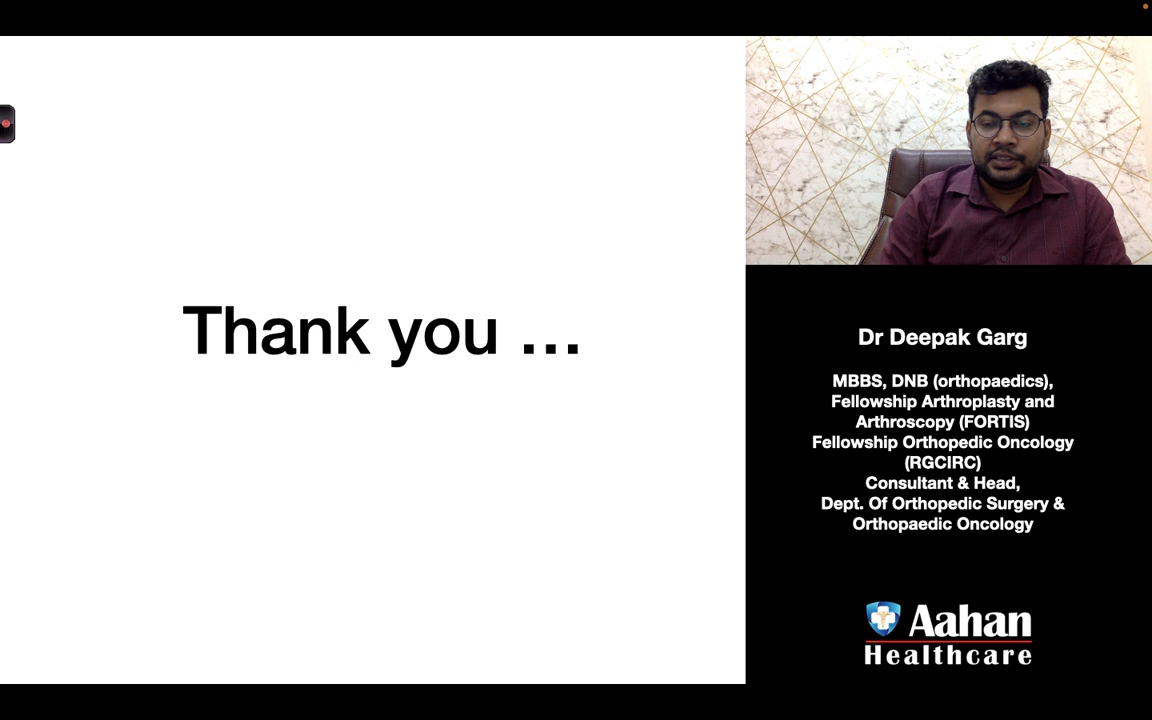 Thank you ...
Dr Deepak Garg
MBBS, DNB (orthopaedics),
Fellowship Arthroplasty and
Arthroscopy (FORTIS)
Fellowship Orthopedic Oncology
(RGCIRC)
Consultant & Head,
Dept. Of Orthopedic Surgery &
Orthopaedic Oncology
Aahan
Healthcare